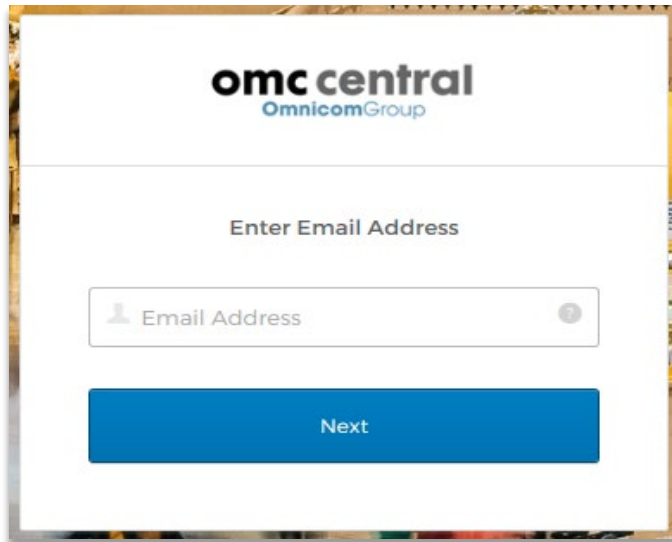 omc central
OmnicomGroup
Enter Email Address
Email Address ?
Next